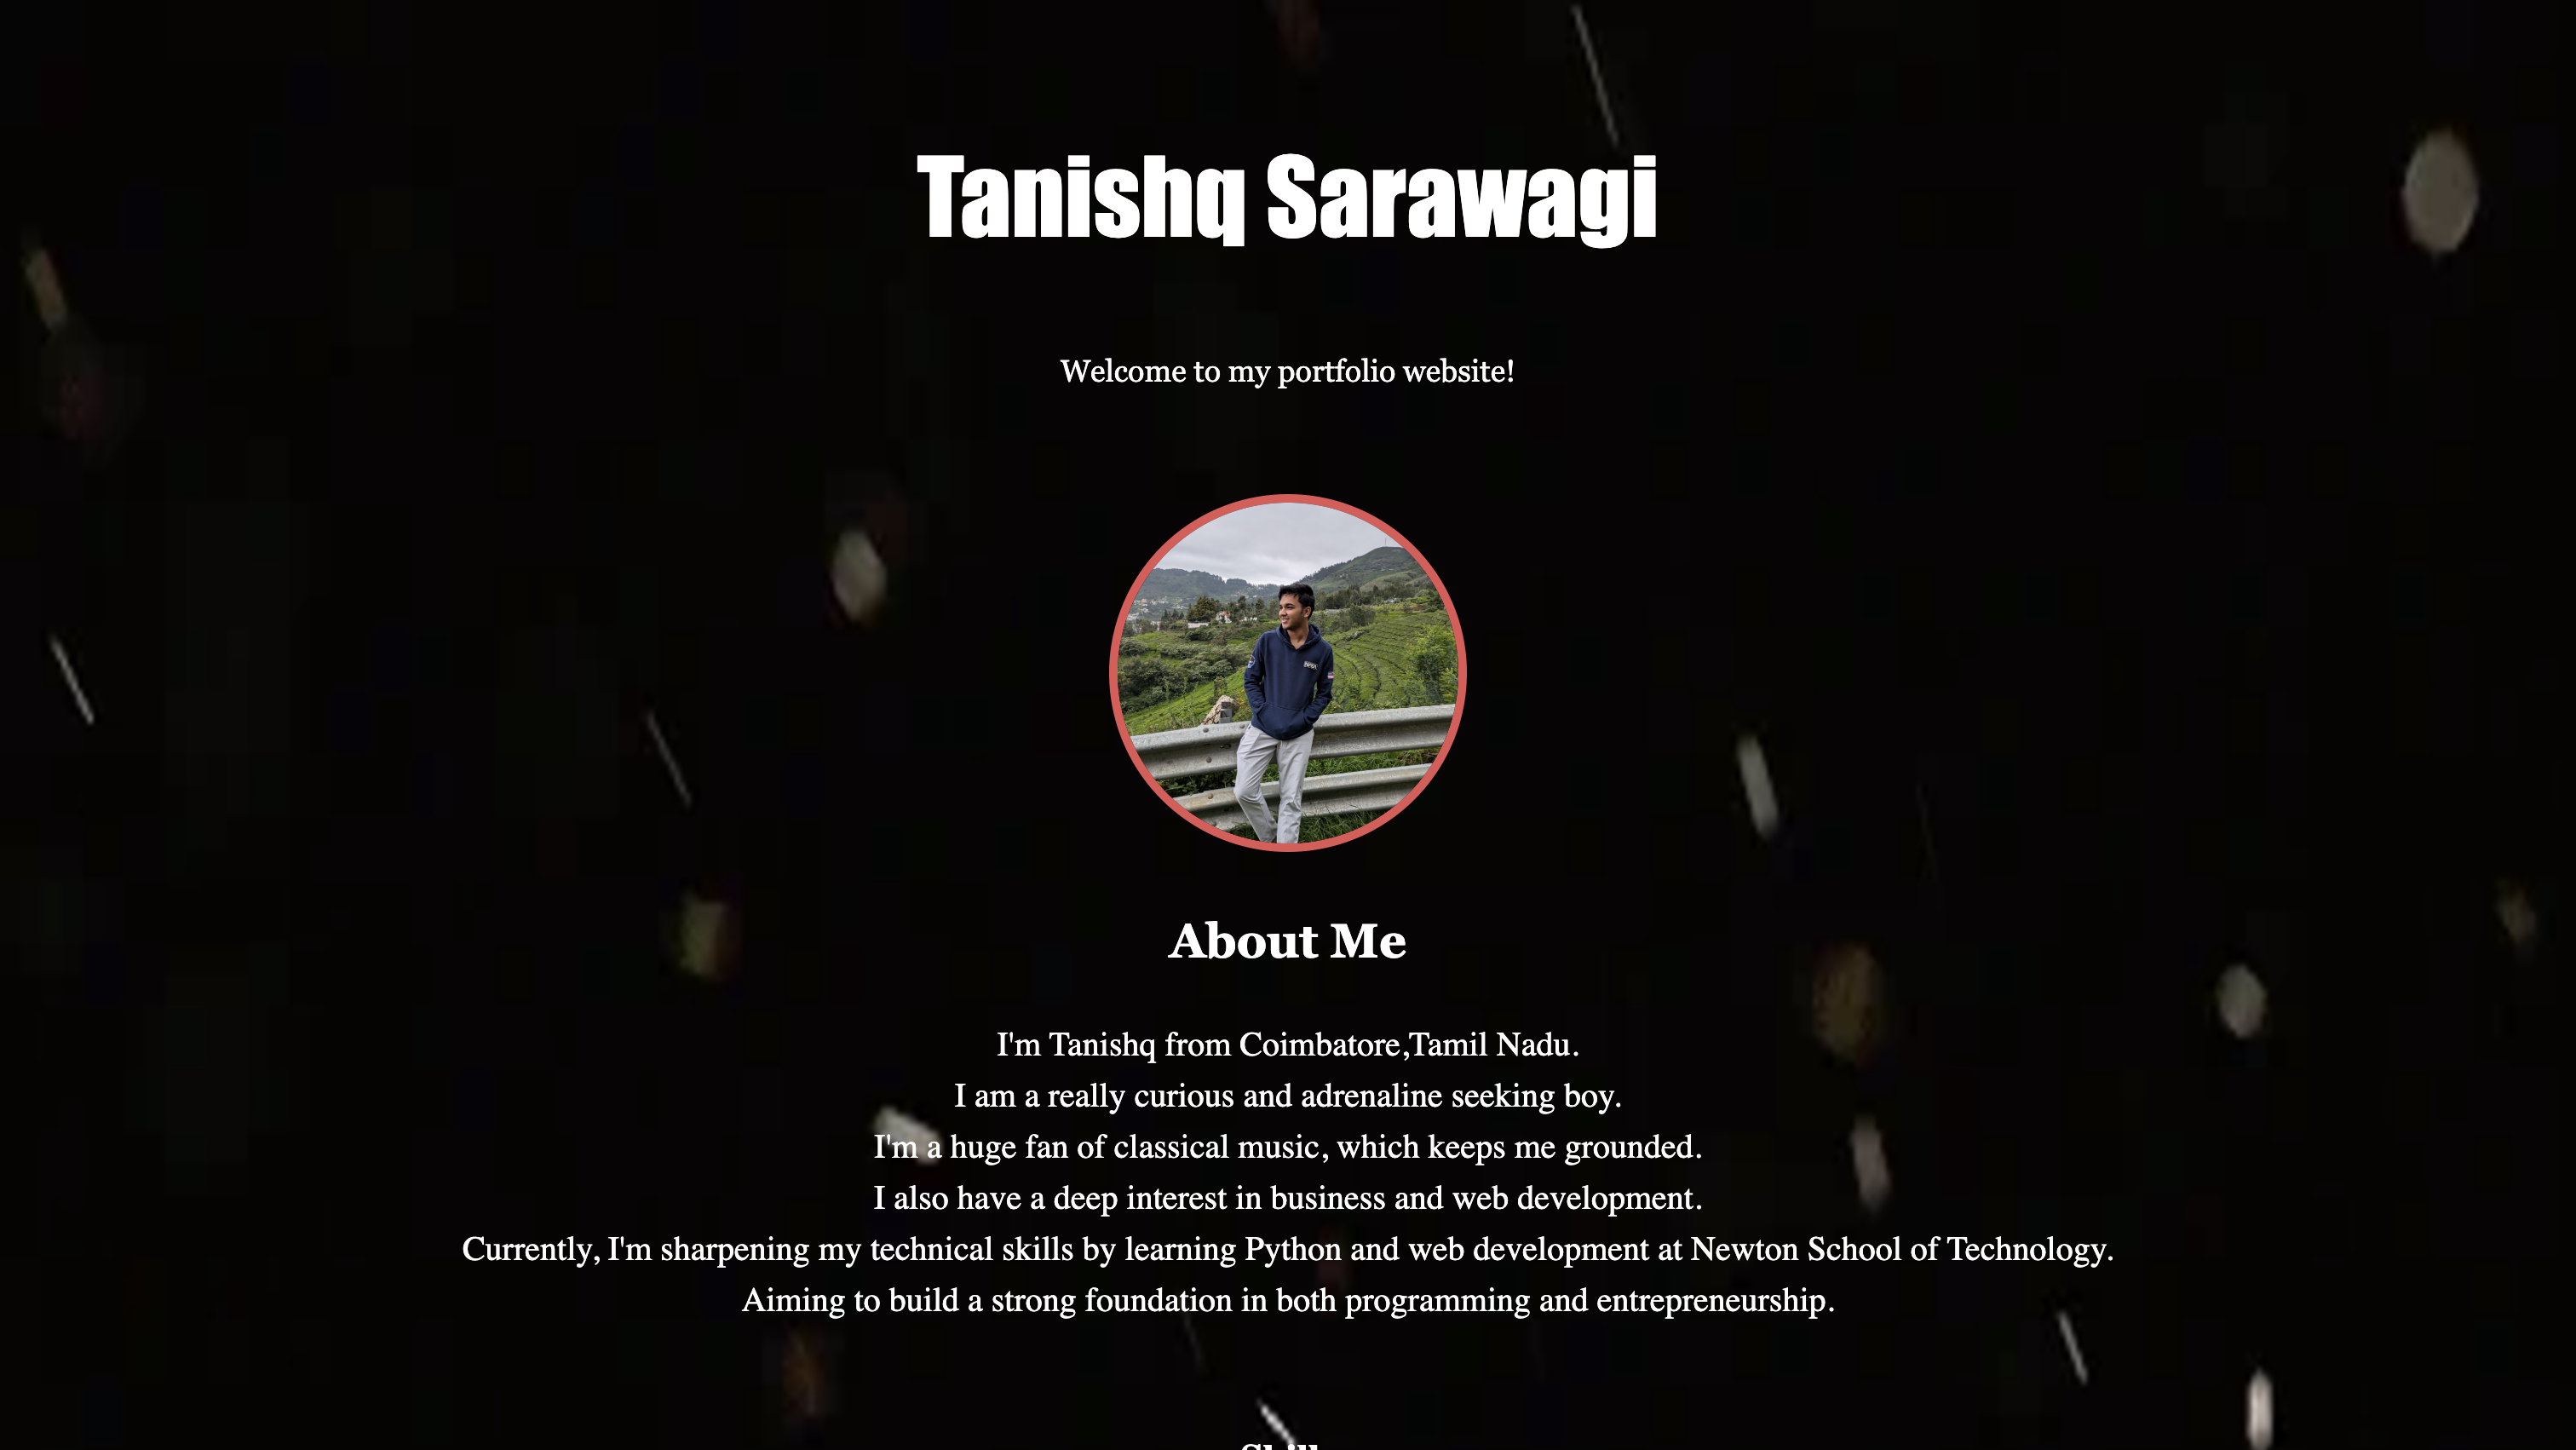 Tanishq Sarawagi
Welcome to my portfolio website!
About Me
I'm Tanishq from Coimbatore,Tamil Nadu.
I am a really curious and adrenaline seeking boy.
I'm a huge fan of classical music, which keeps me grounded.
I also have a deep interest in business and web development.
Currently, I'm sharpening my technical skills by learning Python and web development at Newton School of Technology.
Aiming to build a strong foundation in both programming and entrepreneurship.